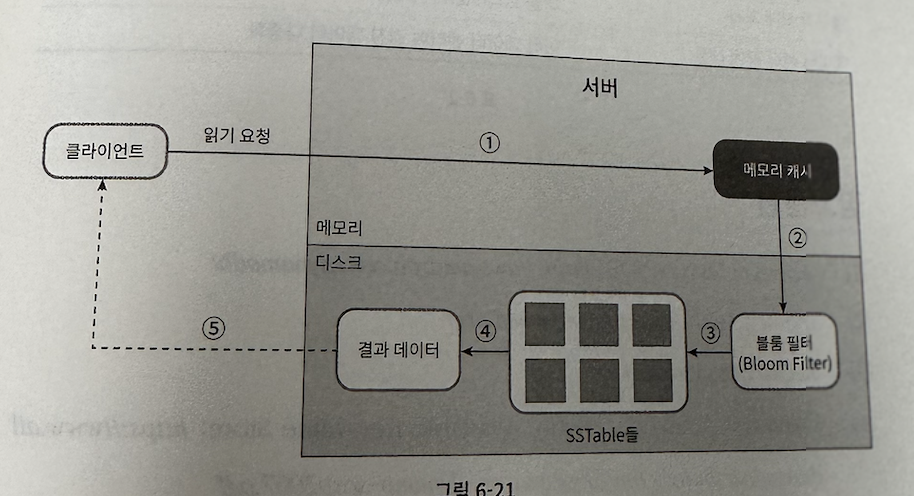 서버
클라이언트
읽기 요청
①
메모리 캐시
메모리
②
디스크
⑤
결과 데이터
④
③
블룸 필터
(Bloom Filter)
SSTable들
그림 6-21